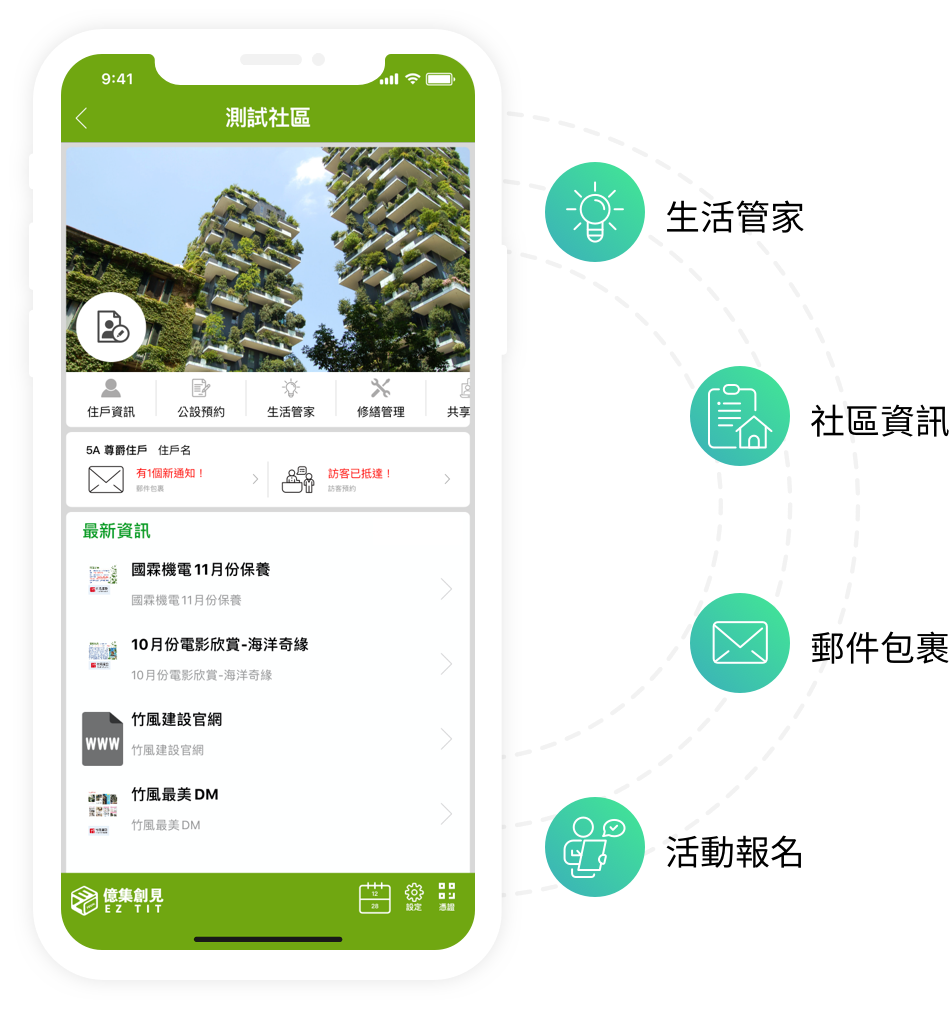 9:41
測試社區
住戶資訊
公設預約
生活管家
修繕管理
共享
5A 尊爵住戶 住戶名
有1個新通知！
郵件包裹
訪客已抵達！
訪客預約
最新資訊
國霖機電11月份保養
國霖機電11月份保養
10月份電影欣賞-海洋奇緣
10月份電影欣賞-海洋奇緣
WWW
竹風建設官網
竹風建設官網
竹風最美DM
竹風最美DM
億集創見
EZ TIT
12
28
設定
憑證
生活管家
社區資訊
郵件包裹
活動報名